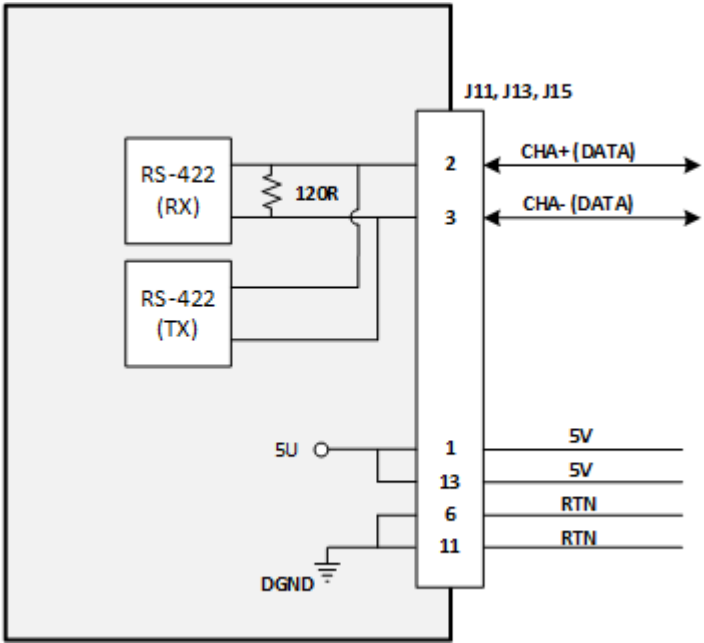 J11, J13, J15
RS-422
(RX)
120R
2
CHA+ (DATA)
3
CHA- (DATA)
RS-422
(TX)
5U
1
5V
13
5V
6
RTN
11
RTN
DGND